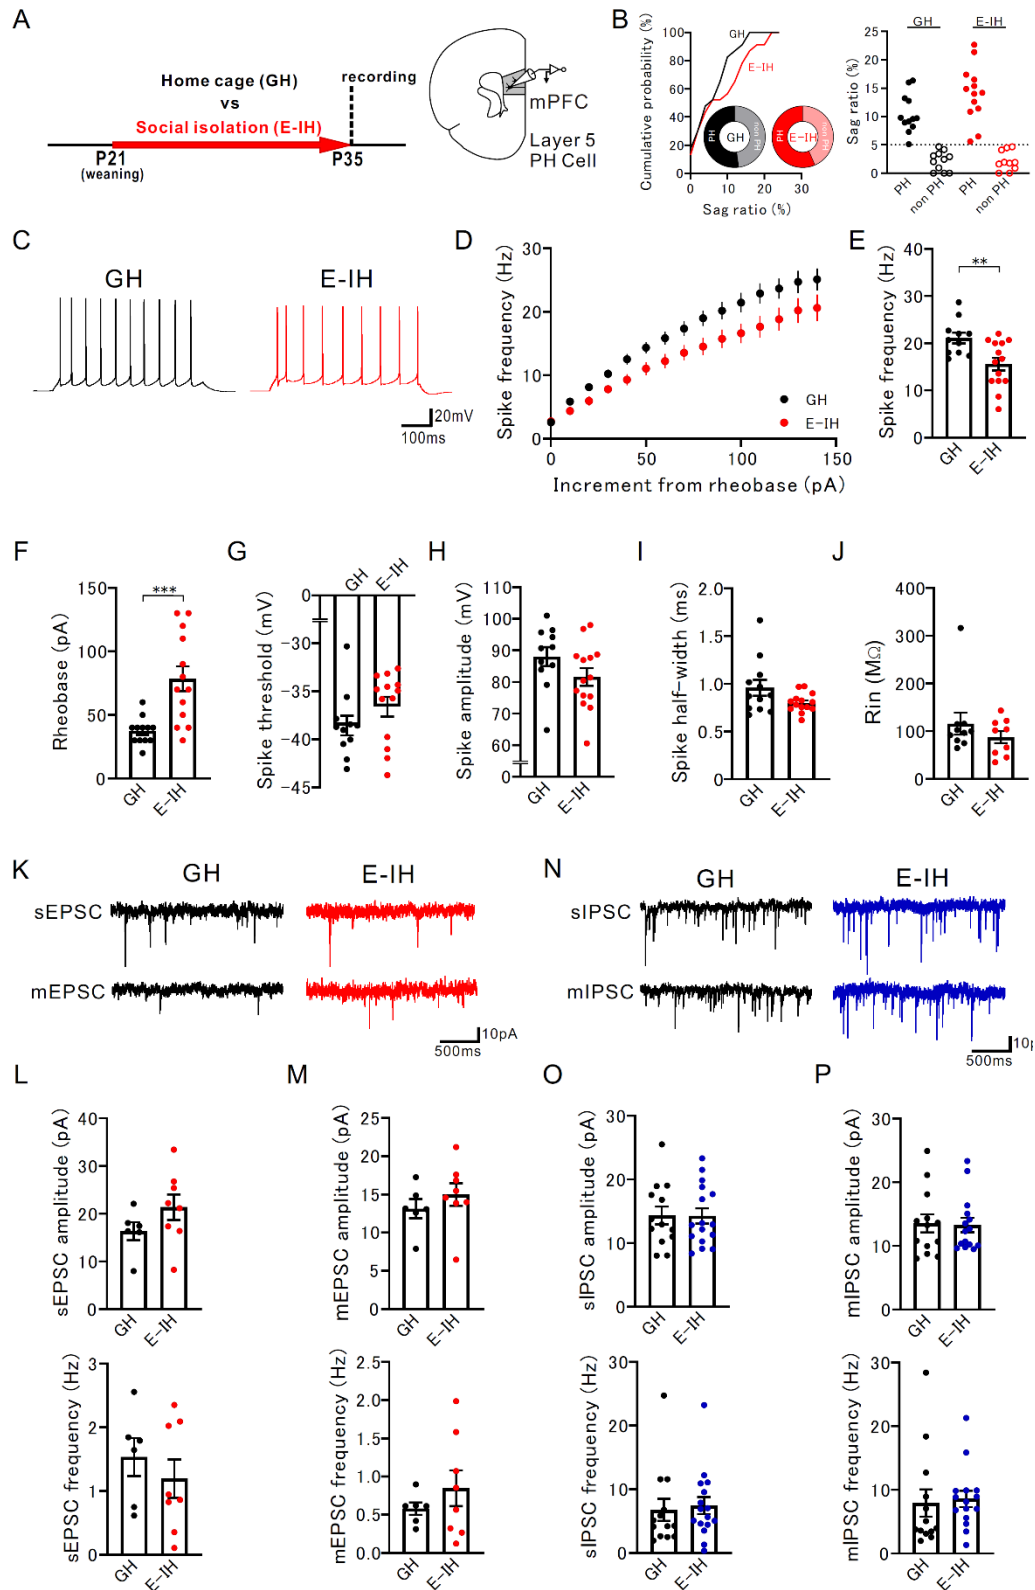 A
Home cage (GH)
vs
Social isolation (E-IH)
recording
P21
(weaning)
P35
mPFC
Layer 5
PH Cell
B
Cumulative probability (%)
100
80
60
40
20
0
0
10
20
30
Sag ratio (%)
GH
E-IH
PH
GH
non PH
PH
E-IH
non PH
GH
E-IH
Sag ratio (%)
25
20
15
10
5
0
PH
non PH
PH
non PH
C
GH
E-IH
20mV
100ms
D
Spike frequency (Hz)
30
20
10
0
0
50
100
150
GH
E-IH
Increment from rheobase (pA)
E
Spike frequency (Hz)
40
30
20
10
0
**
GH
E-IH
F
Rheobase (pA)
150
100
50
0
***
GH
E-IH
G
Spike threshold (mV)
GH
E-IH
0
-30
-35
-40
-45
H
Spike amplitude (mV)
110
100
90
80
70
60
0
GH
E-IH
I
Spike half-width (ms)
2.0
1.5
1.0
0.5
0
GH
E-IH
J
Rin (MΩ)
400
300
200
100
0
GH
E-IH
K
GH
E-IH
sEPSC
mEPSC
10pA
500ms
N
GH
E-IH
sIPSC
mIPSC
10p
500ms
L
sEPSC amplitude (pA)
40
30
20
10
0
GH
E-IH
sEPSC frequency (Hz)
3
2
1
0
GH
E-IH
M
mEPSC amplitude (pA)
25
20
15
10
5
0
GH
E-IH
mEPSC frequency (Hz)
2.5
2.0
1.5
1.0
0.5
0.0
GH
E-IH
O
sIPSC amplitude (pA)
30
20
10
0
GH
E-IH
sIPSC frequency (Hz)
30
20
10
0
GH
E-IH
P
mIPSC amplitude (pA)
30
20
10
0
GH
E-IH
mIPSC frequency (Hz)
30
20
10
0
GH
E-IH